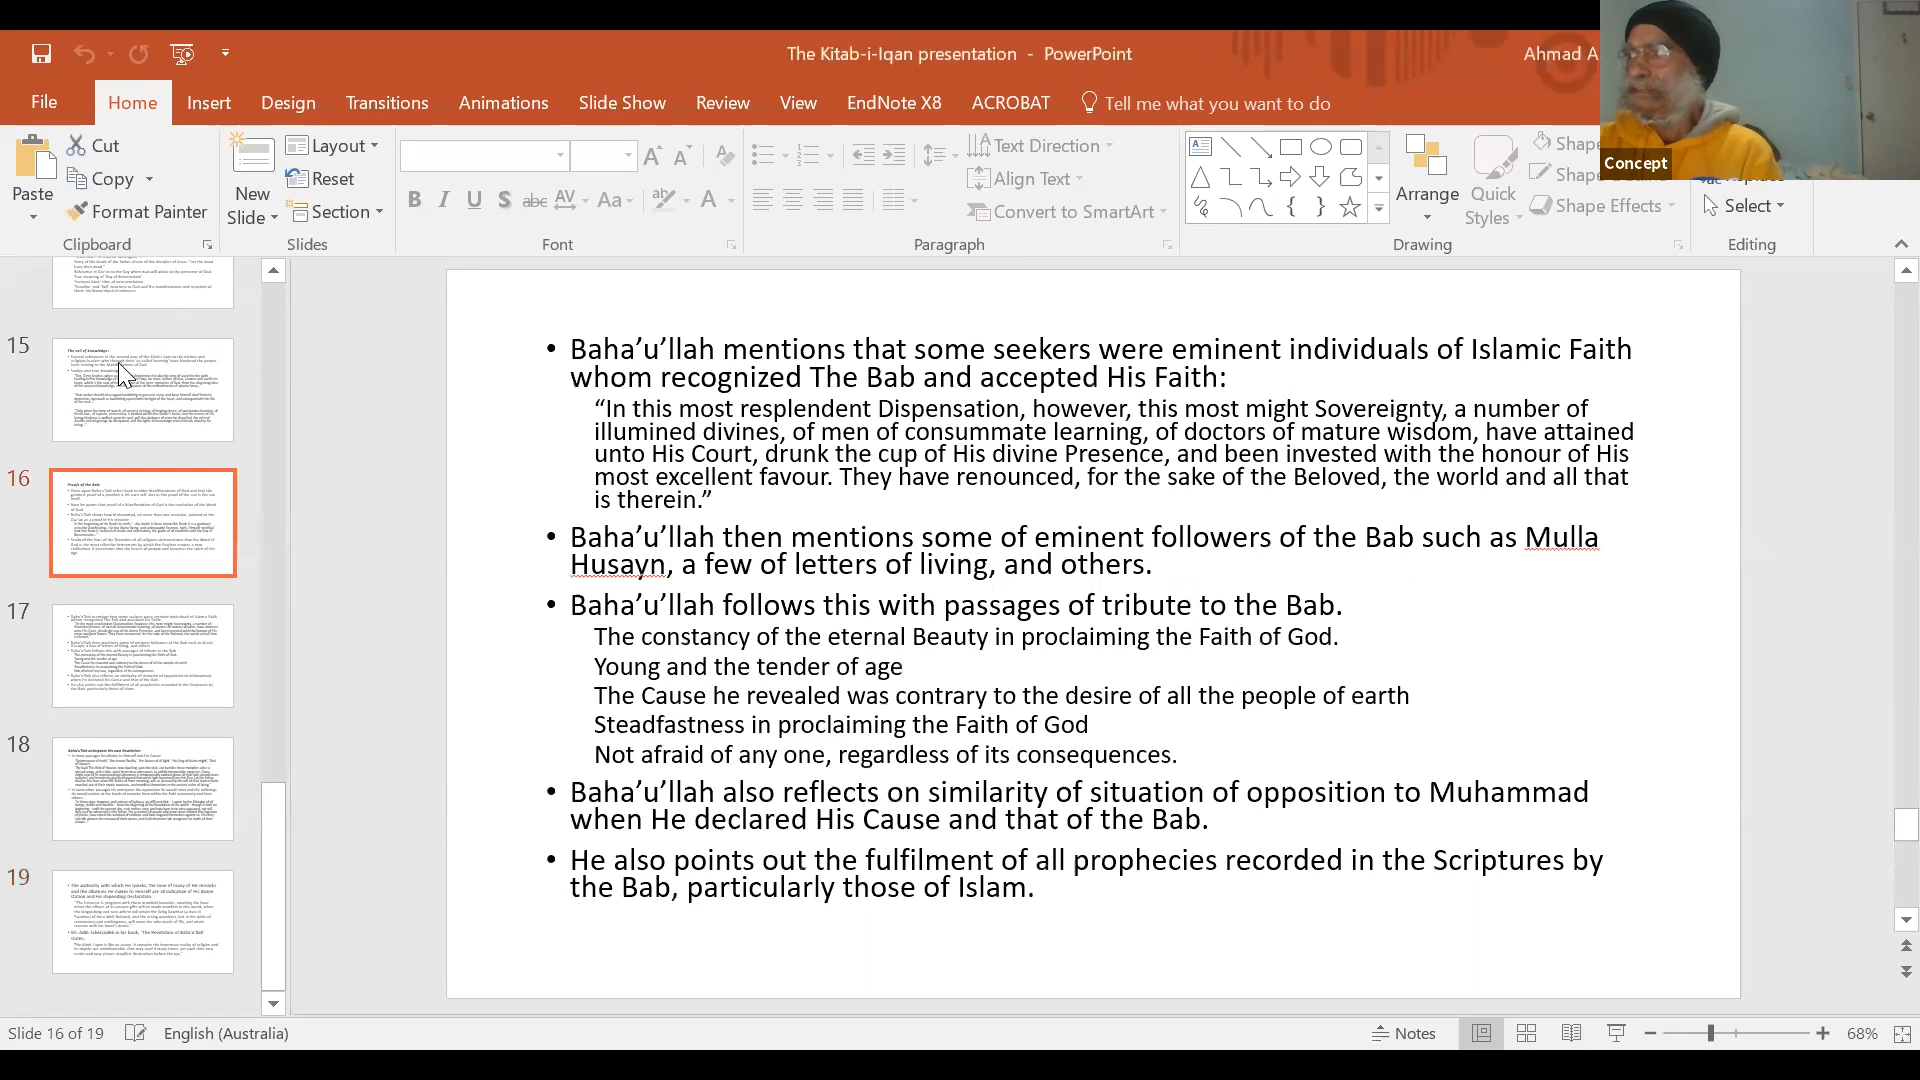 The Kitab-i-Iqan presentation - PowerPoint
Ahmad A
File Home Insert Design Transitions Animations Slide Show Review View EndNote X8 ACROBAT Tell me what you want to do
Cut
Copy
Format Painter
Paste
Clipboard
New
Slide
Layout
Reset
Section
Slides
B I U S abc AV Aa A
Font
Text Direction
Align Text
Convert to SmartArt
Paragraph
Arrange
Quick
Styles
Shape Effects
Drawing
Select
Editing
Concept
15
The veil of knowledge:
16
Proofs of the Bab:
17
18
19
• Baha’u’llah mentions that some seekers were eminent individuals of Islamic Faith
whom recognized The Bab and accepted His Faith:
“In this most resplendent Dispensation, however, this most might Sovereignty, a number of
illumined divines, of men of consummate learning, of doctors of mature wisdom, have attained
unto His Court, drunk the cup of His divine Presence, and been invested with the honour of His
most excellent favour. They have renounced, for the sake of the Beloved, the world and all that
is therein.”
• Baha’u’llah then mentions some of eminent followers of the Bab such as Mulla
Husayn, a few of letters of living, and others.
• Baha’u’llah follows this with passages of tribute to the Bab.
The constancy of the eternal Beauty in proclaiming the Faith of God.
Young and the tender of age
The Cause he revealed was contrary to the desire of all the people of earth
Steadfastness in proclaiming the Faith of God
Not afraid of any one, regardless of its consequences.
• Baha’u’llah also reflects on similarity of situation of opposition to Muhammad
when He declared His Cause and that of the Bab.
• He also points out the fulfilment of all prophecies recorded in the Scriptures by
the Bab, particularly those of Islam.
Slide 16 of 19
English (Australia)
Notes
68%